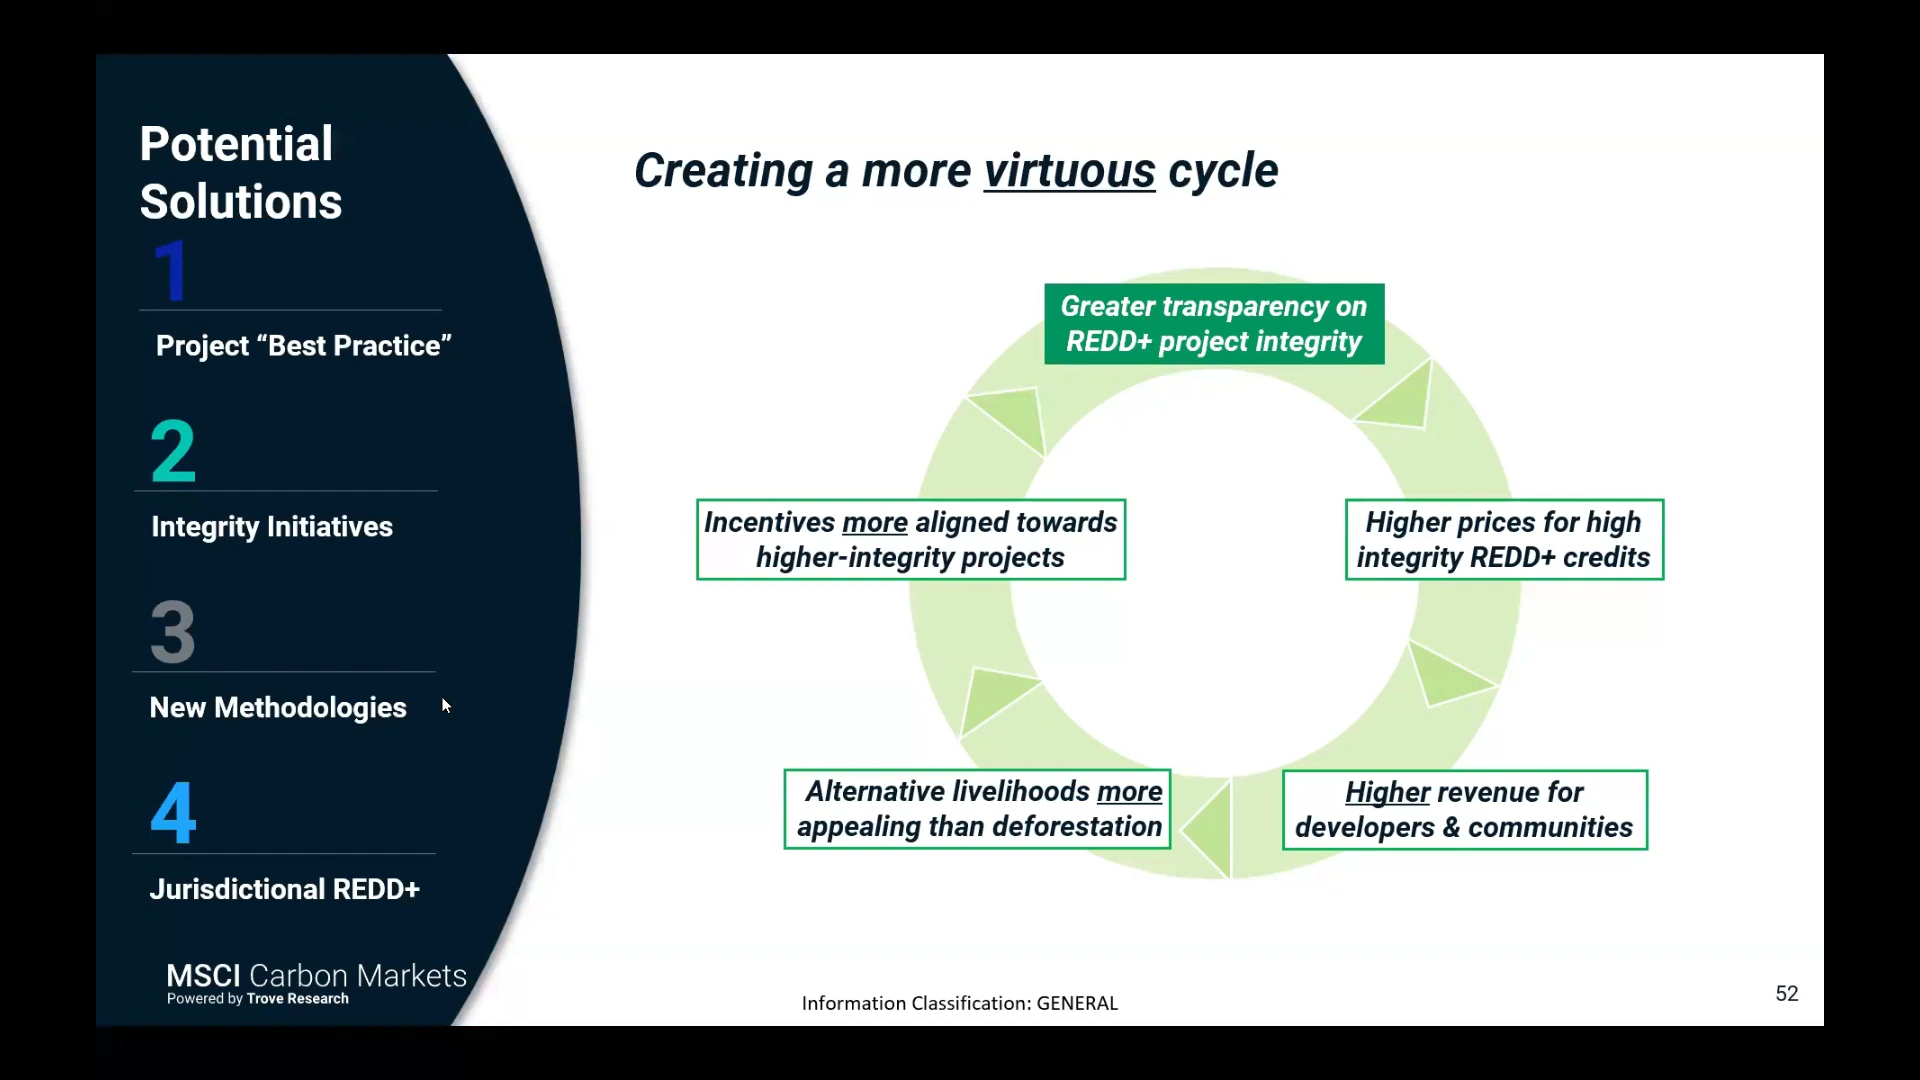 Potential
Solutions
1
Project “Best Practice”
2
Integrity Initiatives
3
New Methodologies
4
Jurisdictional REDD+
MSCI Carbon Markets
Powered by Trove Research
Creating a more virtuous cycle
Greater transparency on
REDD+ project integrity
Higher prices for high
integrity REDD+ credits
Higher revenue for
developers & communities
Alternative livelihoods more
appealing than deforestation
Incentives more aligned towards
higher-integrity projects
Information Classification: GENERAL
52